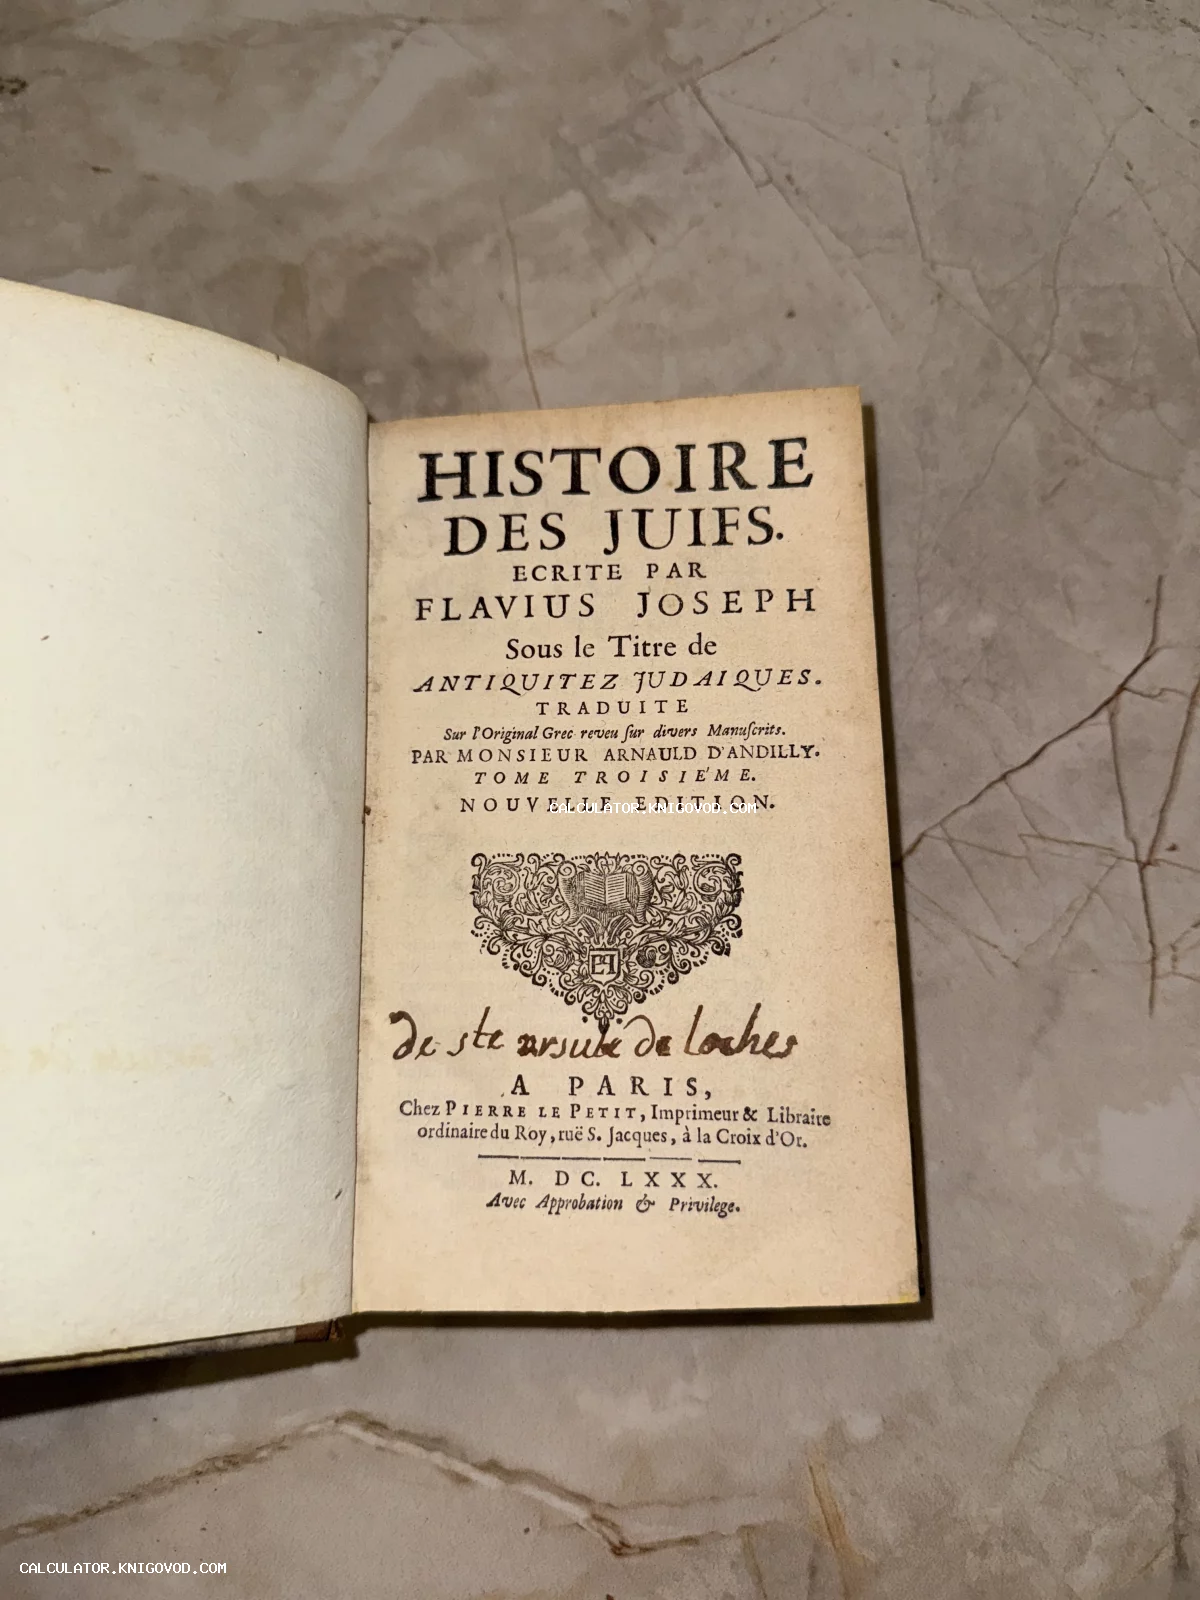 HISTOIRE
DES JUIFS.
ECRITE PAR
FLAVIUS JOSEPH
Sous le Titre de
ANTIQUITEZ JUDAIQUES.
TRADUITE
Sur l'Original Grec reveu ſur divers Manuſcrits.
PAR MONSIEUR ARNAULD D'ANDILLY.
TOME TROISIÉME.
NOUVELLE EDITION.
CALCULATOR.KNIGOVOD.COM
de ste ursule de loches
A PARIS,
Chez PIERRE LE PETIT, Imprimeur & Libraire
ordinaire du Roy, ruë S. Jacques, à la Croix d'Or.
M. DC. LXXX.
Avec Approbation & Privilege.
CALCULATOR.KNIGOVOD.COM